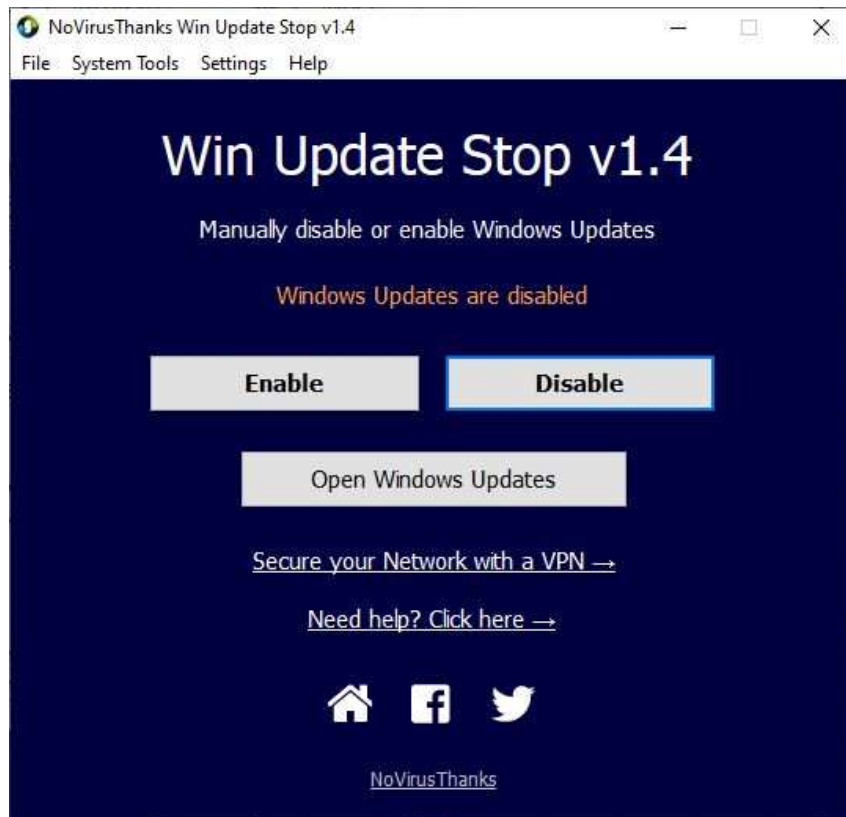 NoVirusThanks Win Update Stop v1.4
File System Tools Settings Help
Win Update Stop v1.4
Manually disable or enable Windows Updates
Windows Updates are disabled
Enable Disable
Open Windows Updates
Secure your Network with a VPN →
Need help? Click here →
NoVirusThanks